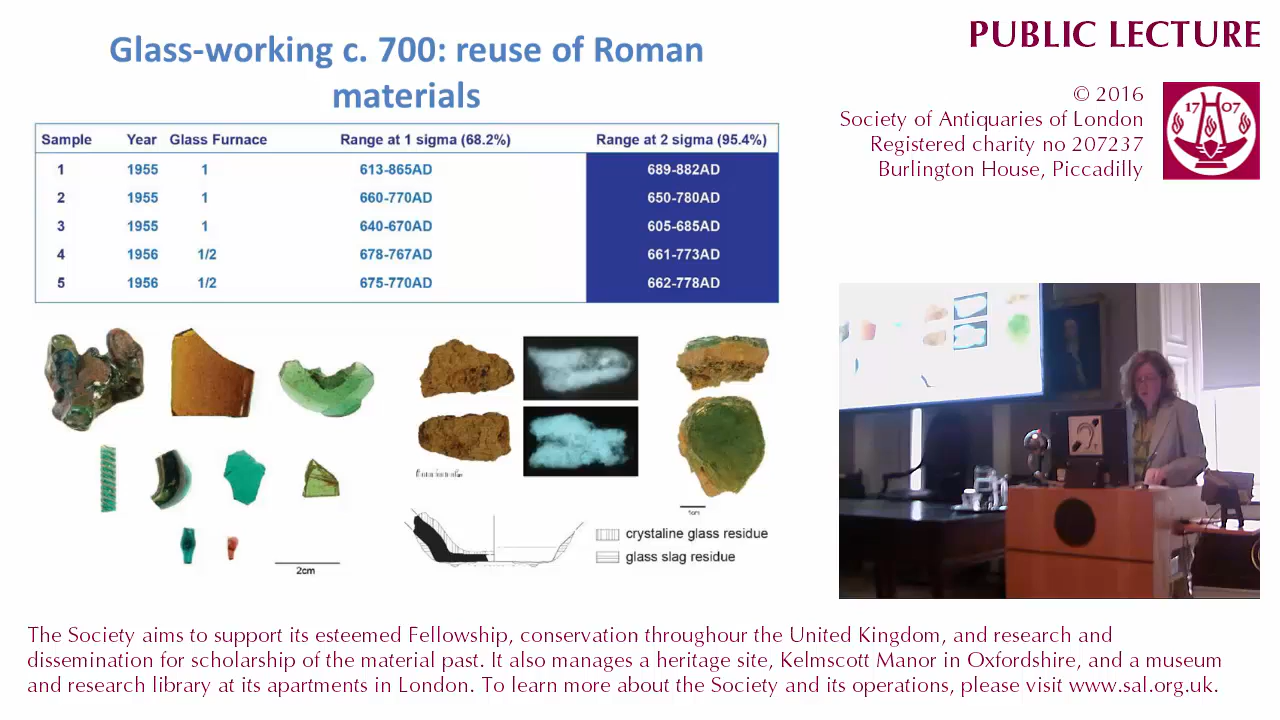 Glass-working c. 700: reuse of Roman
materials
Sample Year Glass Furnace Range at 1 sigma (68.2%) Range at 2 sigma (95.4%)
1 1955 1 613-865AD 689-882AD
2 1955 1 660-770AD 650-780AD
3 1955 1 640-670AD 605-685AD
4 1956 1/2 678-767AD 661-773AD
5 1956 1/2 675-770AD 662-778AD
2cm
crystaline glass residue
glass slag residue
PUBLIC LECTURE
© 2016
Society of Antiquaries of London
Registered charity no 207237
Burlington House, Piccadilly
17 07
The Society aims to support its esteemed Fellowship, conservation throughour the United Kingdom, and research and
dissemination for scholarship of the material past. It also manages a heritage site, Kelmscott Manor in Oxfordshire, and a museum
and research library at its apartments in London. To learn more about the Society and its operations, please visit www.sal.org.uk.